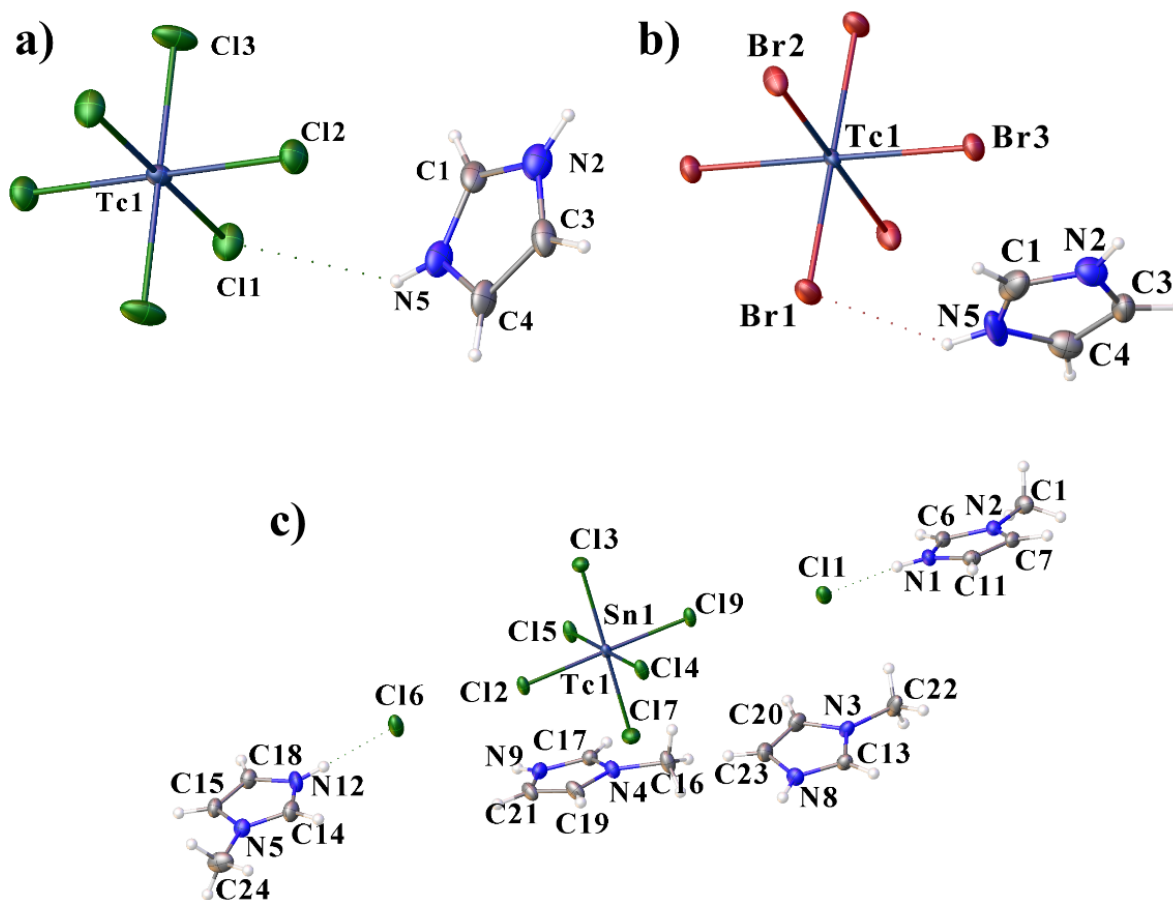 a)
Cl3
Cl2
Tc1
Cl1
C1
N2
C3
N5
C4
b)
Br2
Tc1
Br3
Br1
C1
N2
C3
N5
C4
c)
Cl3
Sn1
Cl9
Cl5
Cl4
Cl2
Tc1
Cl7
Cl1
C6
N2
C1
N1
C7
C11
Cl6
C18
C15
N12
N5
C14
C24
N9
C17
N4
C16
C21
C19
C20
N3
C22
C23
C13
N8